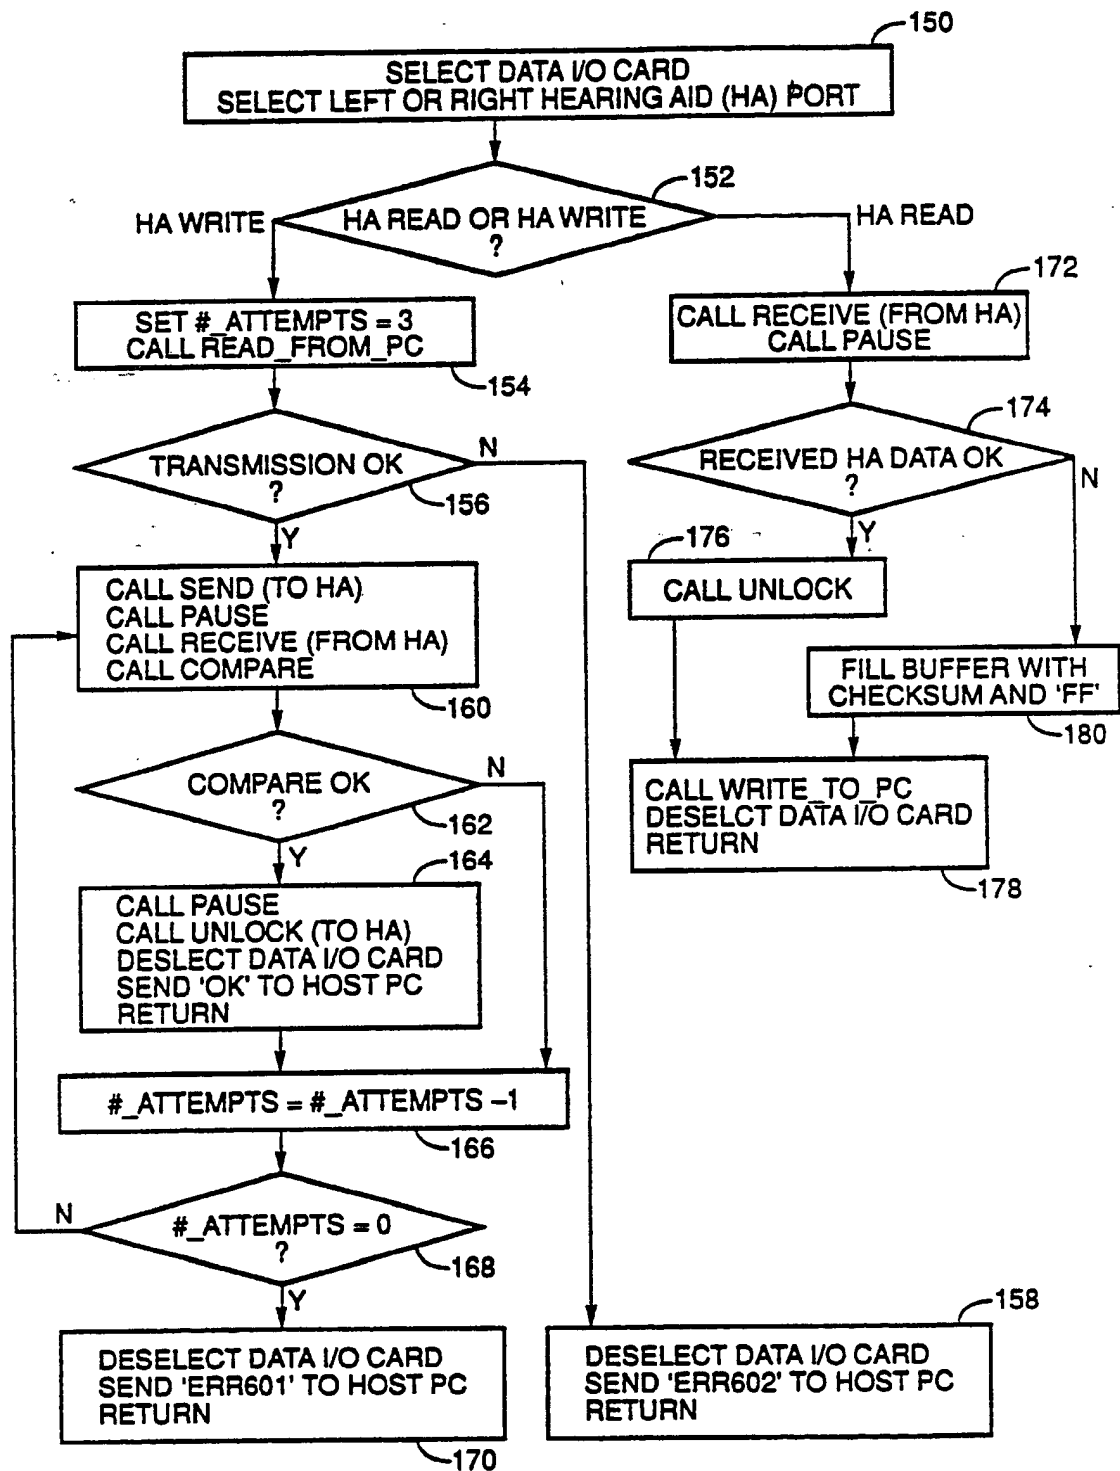 150
SELECT DATA I/O CARD
SELECT LEFT OR RIGHT HEARING AID (HA) PORT
152
HA WRITE
HA READ OR HA WRITE
?
HA READ
172
SET #_ATTEMPTS = 3
CALL READ_FROM_PC
154
CALL RECEIVE (FROM HA)
CALL PAUSE
174
TRANSMISSION OK
?
N
156
Y
RECEIVED HA DATA OK
?
N
Y
176
CALL UNLOCK
CALL SEND (TO HA)
CALL PAUSE
CALL RECEIVE (FROM HA)
CALL COMPARE
160
FILL BUFFER WITH
CHECKSUM AND 'FF'
180
COMPARE OK
?
N
162
Y
CALL WRITE_TO_PC
DESELCT DATA I/O CARD
RETURN
178
164
CALL PAUSE
CALL UNLOCK (TO HA)
DESLECT DATA I/O CARD
SEND 'OK' TO HOST PC
RETURN
#_ATTEMPTS = #_ATTEMPTS –1
166
N
#_ATTEMPTS = 0
?
168
Y
158
DESELECT DATA I/O CARD
SEND 'ERR601' TO HOST PC
RETURN
170
DESELECT DATA I/O CARD
SEND 'ERR602' TO HOST PC
RETURN